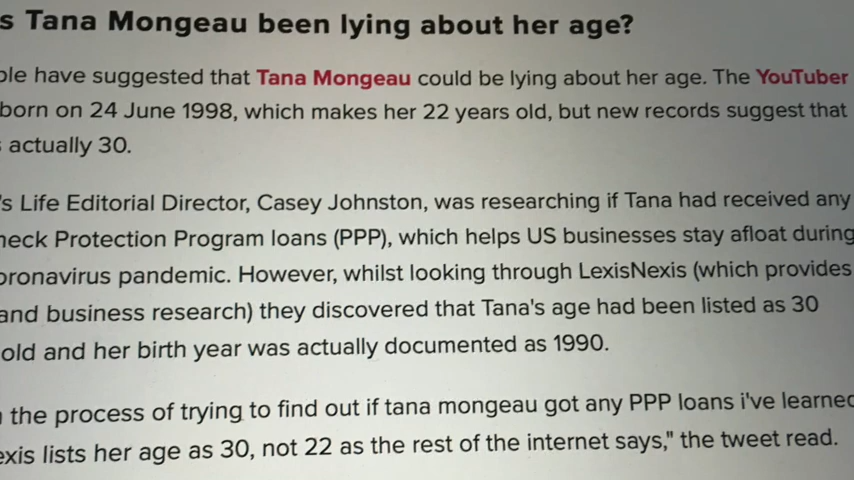 s Tana Mongeau been lying about her age?
ple have suggested that Tana Mongeau could be lying about her age. The YouTuber
born on 24 June 1998, which makes her 22 years old, but new records suggest that
s actually 30.
's Life Editorial Director, Casey Johnston, was researching if Tana had received any
heck Protection Program loans (PPP), which helps US businesses stay afloat during
oronavirus pandemic. However, whilst looking through LexisNexis (which provides
and business research) they discovered that Tana's age had been listed as 30
old and her birth year was actually documented as 1990.
n the process of trying to find out if tana mongeau got any PPP loans i've learned
exis lists her age as 30, not 22 as the rest of the internet says," the tweet read.